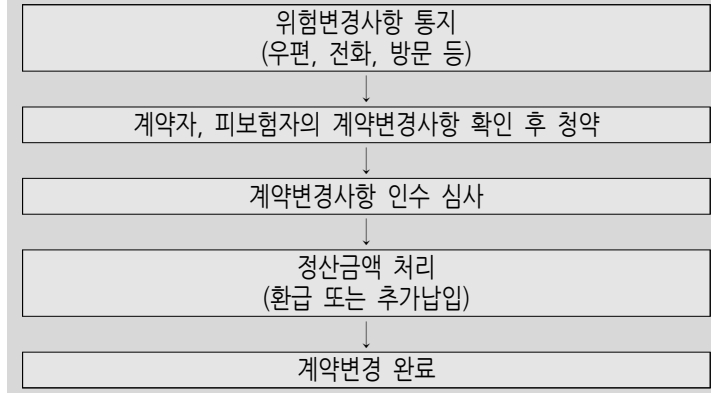 위험변경사항 통지
(우편, 전화, 방문 등)
↓
계약자, 피보험자의 계약변경사항 확인 후 청약
↓
계약변경사항 인수 심사
↓
정산금액 처리
(환급 또는 추가납입)
↓
계약변경 완료